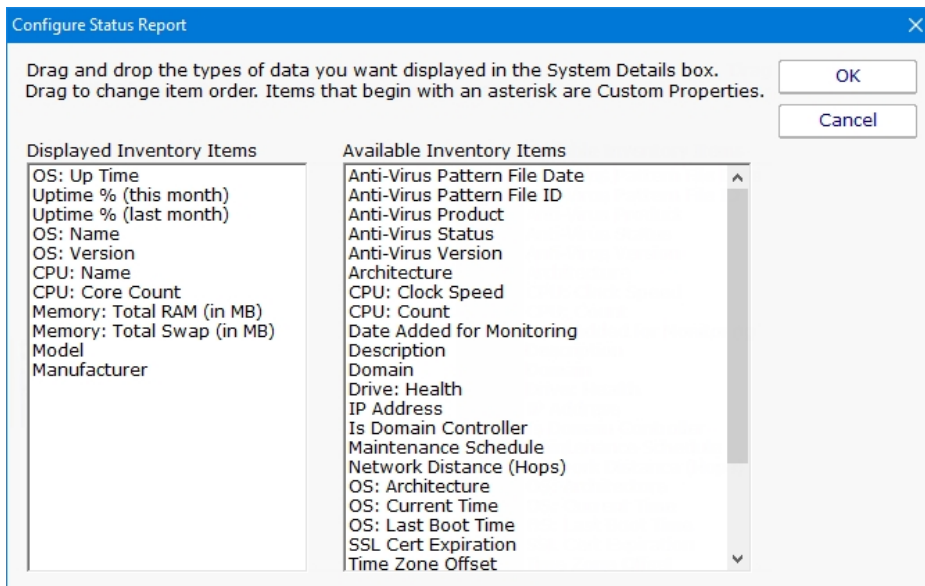 Configure Status Report
Drag and drop the types of data you want displayed in the System Details box.
Drag to change item order. Items that begin with an asterisk are Custom Properties.
OK
Cancel
Displayed Inventory Items
OS: Up Time
Uptime % (this month)
Uptime % (last month)
OS: Name
OS: Version
CPU: Name
CPU: Core Count
Memory: Total RAM (in MB)
Memory: Total Swap (in MB)
Model
Manufacturer
Available Inventory Items
Anti-Virus Pattern File Date
Anti-Virus Pattern File ID
Anti-Virus Product
Anti-Virus Status
Anti-Virus Version
Architecture
CPU: Clock Speed
CPU: Count
Date Added for Monitoring
Description
Domain
Drive: Health
IP Address
Is Domain Controller
Maintenance Schedule
Network Distance (Hops)
OS: Architecture
OS: Current Time
OS: Last Boot Time
SSL Cert Expiration
Time Zone Offset